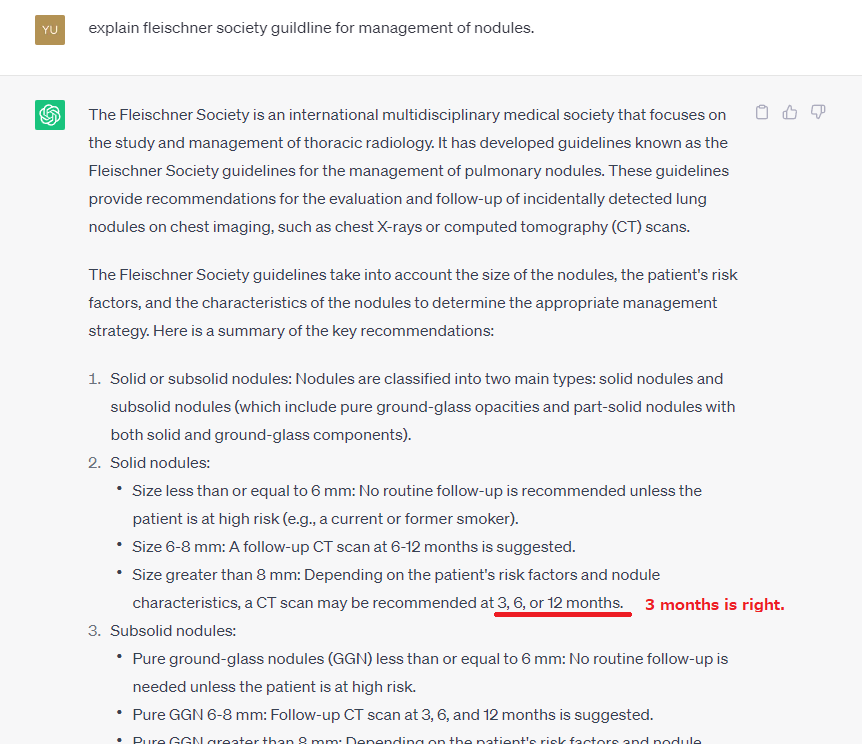 YU
explain fleischner society guildline for management of nodules.
The Fleischner Society is an international multidisciplinary medical society that focuses on
the study and management of thoracic radiology. It has developed guidelines known as the
Fleischner Society guidelines for the management of pulmonary nodules. These guidelines
provide recommendations for the evaluation and follow-up of incidentally detected lung
nodules on chest imaging, such as chest X-rays or computed tomography (CT) scans.
The Fleischner Society guidelines take into account the size of the nodules, the patient's risk
factors, and the characteristics of the nodules to determine the appropriate management
strategy. Here is a summary of the key recommendations:
1. Solid or subsolid nodules: Nodules are classified into two main types: solid nodules and
subsolid nodules (which include pure ground-glass opacities and part-solid nodules with
both solid and ground-glass components).
2. Solid nodules:
• Size less than or equal to 6 mm: No routine follow-up is recommended unless the
patient is at high risk (e.g., a current or former smoker).
• Size 6-8 mm: A follow-up CT scan at 6-12 months is suggested.
• Size greater than 8 mm: Depending on the patient's risk factors and nodule
characteristics, a CT scan may be recommended at 3, 6, or 12 months. 3 months is right.
3. Subsolid nodules:
• Pure ground-glass nodules (GGN) less than or equal to 6 mm: No routine follow-up is
needed unless the patient is at high risk.
• Pure GGN 6-8 mm: Follow-up CT scan at 3, 6, and 12 months is suggested.
• Pure GGN greater than 8 mm: Depending on the patient's risk factors and nodule